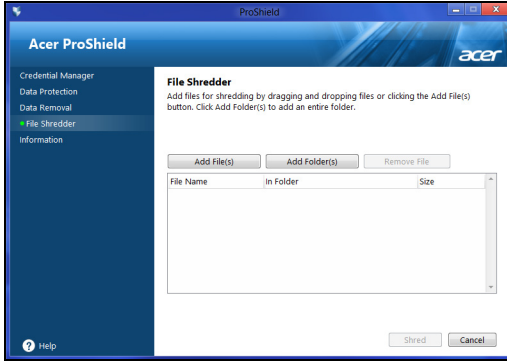 ProShield
Acer ProShield
acer
Credential Manager
Data Protection
Data Removal
File Shredder
Information
File Shredder
Add files for shredding by dragging and dropping files or clicking the Add File(s)
button. Click Add Folder(s) to add an entire folder.
Add File(s) Add Folder(s) Remove File
File Name In Folder Size
? Help
Shred Cancel